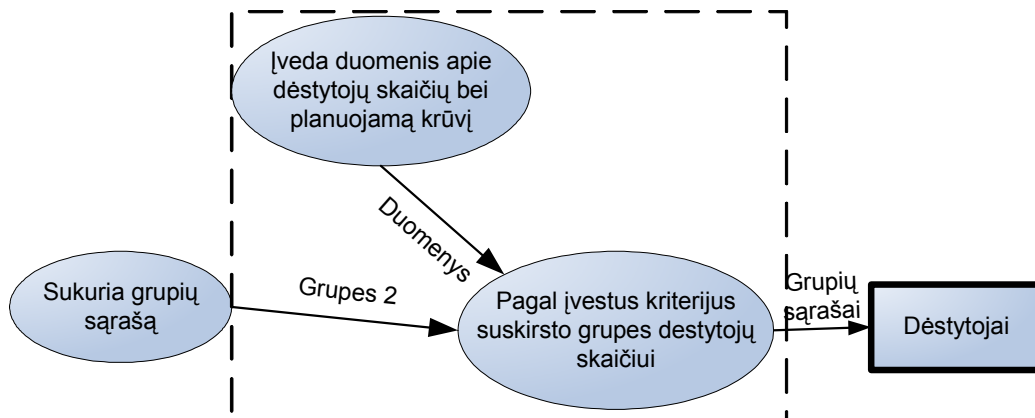 Įveda duomenis apie
dėstytojų skaičių bei
planuojamą krūvį
Duomenys
Sukuria grupių
sąrašą
Grupes 2
Pagal įvestus kriterijus
suskirsto grupes destytojų
skaičiui
Grupių
sąrašai
Dėstytojai